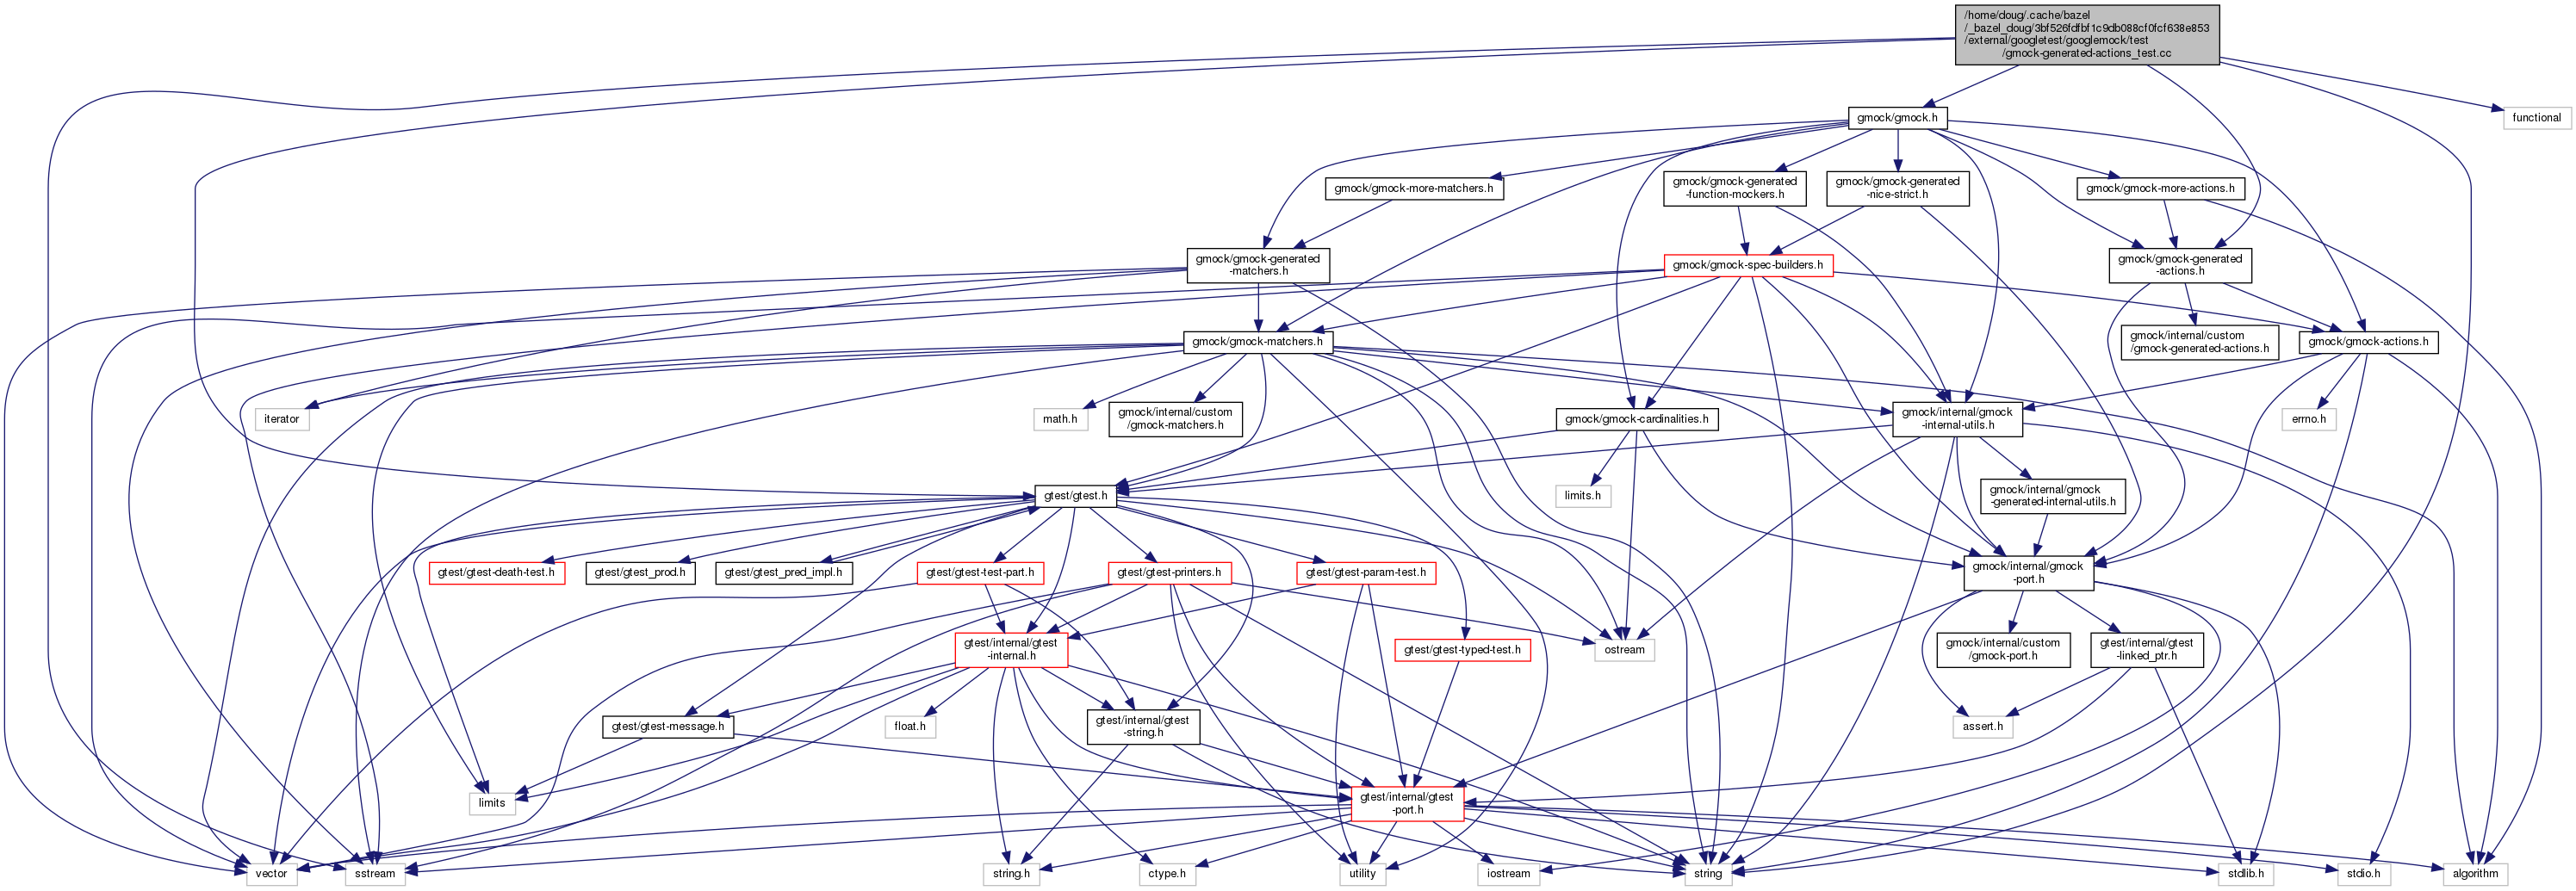 /home/doug/.cache/bazel
/_bazel_doug/3bf526fdfbf1c9db088cf0fcf638e853
/external/googletest/googlemock/test
/gmock-generated-actions_test.cc
gmock/gmock.h
functional
gmock/gmock-more-matchers.h
gmock/gmock-generated
-function-mockers.h
gmock/gmock-generated
-nice-strict.h
gmock/gmock-more-actions.h
gmock/gmock-generated
-matchers.h
gmock/gmock-spec-builders.h
gmock/gmock-generated
-actions.h
gmock/gmock-matchers.h
gmock/internal/custom
/gmock-generated-actions.h
gmock/gmock-actions.h
iterator
math.h
gmock/internal/custom
/gmock-matchers.h
gmock/gmock-cardinalities.h
gmock/internal/gmock
-internal-utils.h
errno.h
gtest/gtest.h
limits.h
gmock/internal/gmock
-generated-internal-utils.h
gtest/gtest-death-test.h
gtest/gtest_prod.h
gtest/gtest_pred_impl.h
gtest/gtest-test-part.h
gtest/gtest-printers.h
gtest/gtest-param-test.h
gmock/internal/gmock
-port.h
gtest/internal/gtest
-internal.h
gtest/gtest-typed-test.h
ostream
gmock/internal/custom
/gmock-port.h
gtest/internal/gtest
-linked_ptr.h
gtest/gtest-message.h
float.h
gtest/internal/gtest
-string.h
assert.h
limits
gtest/internal/gtest
-port.h
vector
sstream
string.h
ctype.h
utility
iostream
string
stdlib.h
stdio.h
algorithm